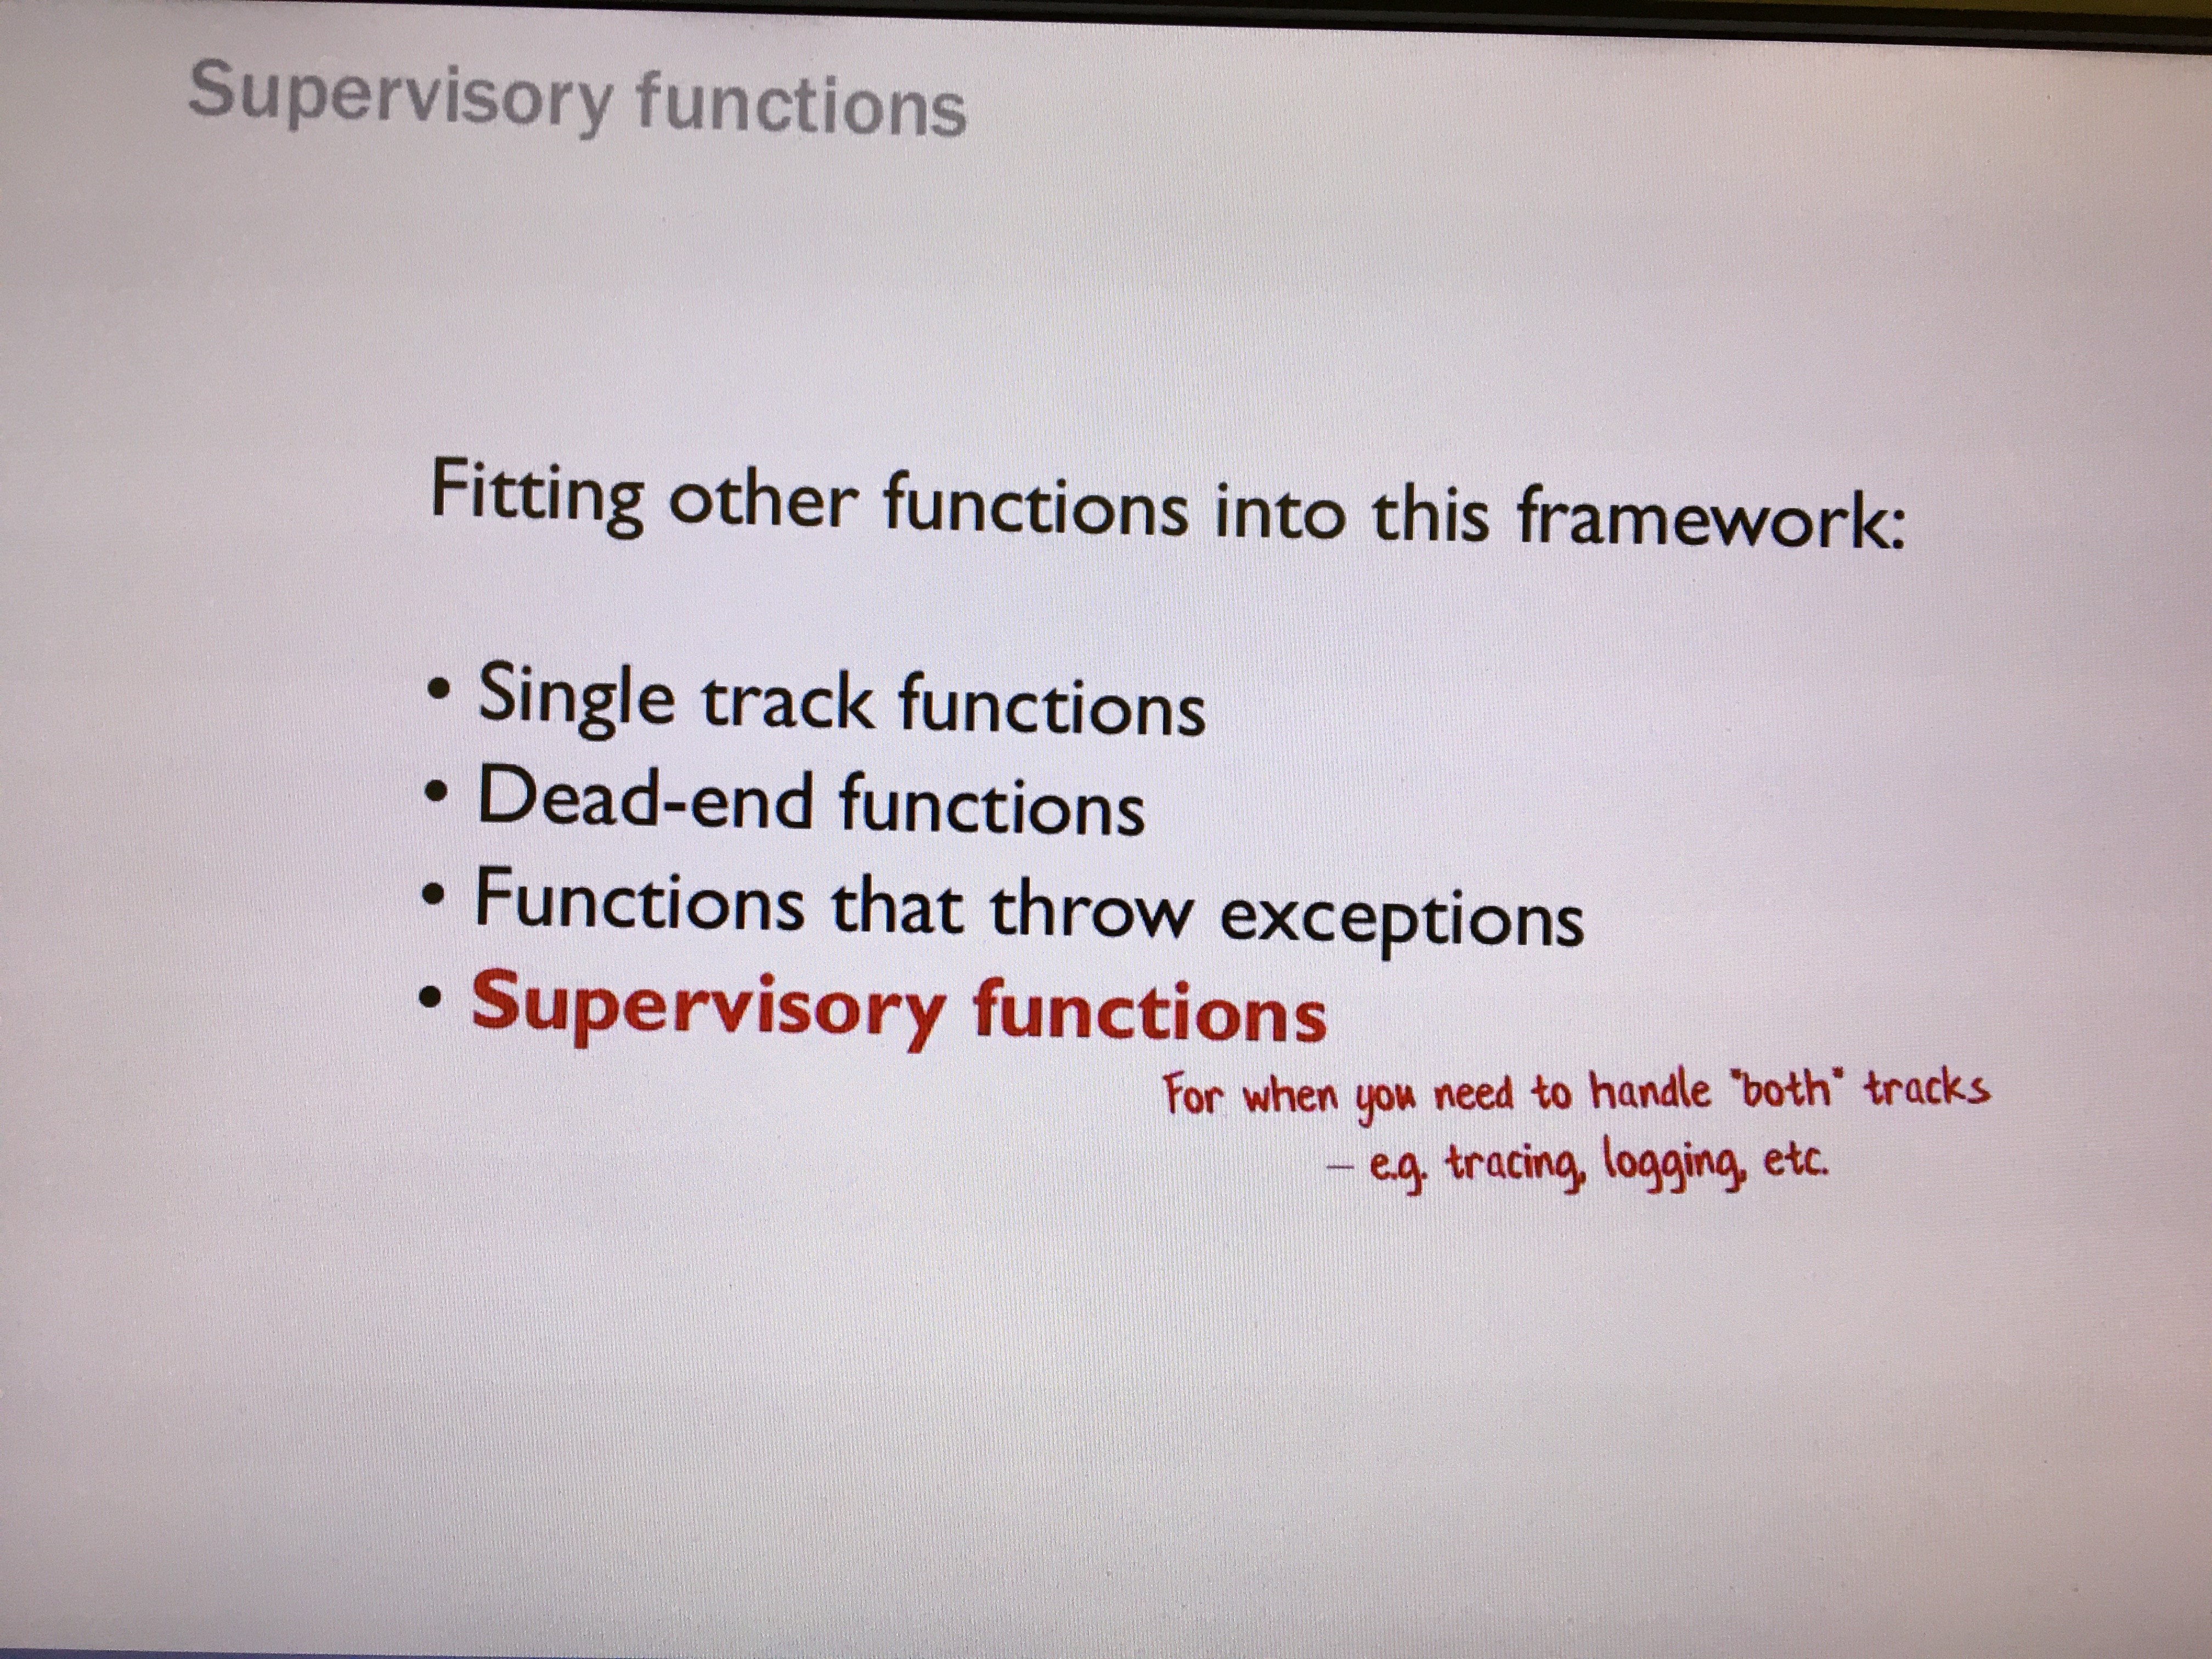 Supervisory functions
Fitting other functions into this framework:
• Single track functions
• Dead-end functions
• Functions that throw exceptions
• Supervisory functions
For when you need to handle "both" tracks
– e.g. tracing, logging, etc.